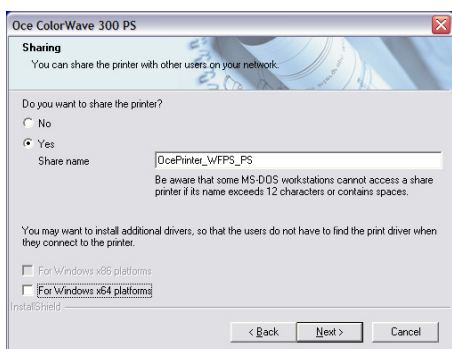 Oce ColorWave 300 PS
Sharing
You can share the printer with other users on your network.
Do you want to share the printer?
No
Yes
Share name
OcePrinter_WFPS_PS
Be aware that some MS-DOS workstations cannot access a share
printer if its name exceeds 12 characters or contains spaces.
You may want to install additional drivers, so that the users do not have to find the print driver when
they connect to the printer.
For Windows x86 platforms
For Windows x64 platforms
InstallShield
< Back
Next >
Cancel